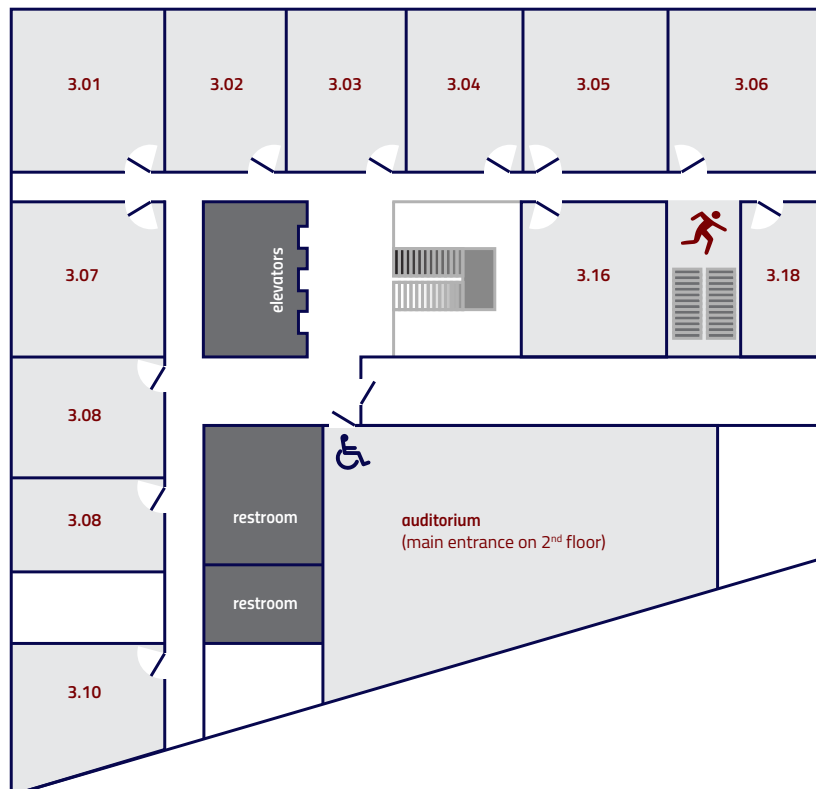 3.01
3.02
3.03
3.04
3.05
3.06
3.07
elevators
3.16
3.18
3.08
3.08
restroom
auditorium
(main entrance on 2nd floor)
restroom
3.10